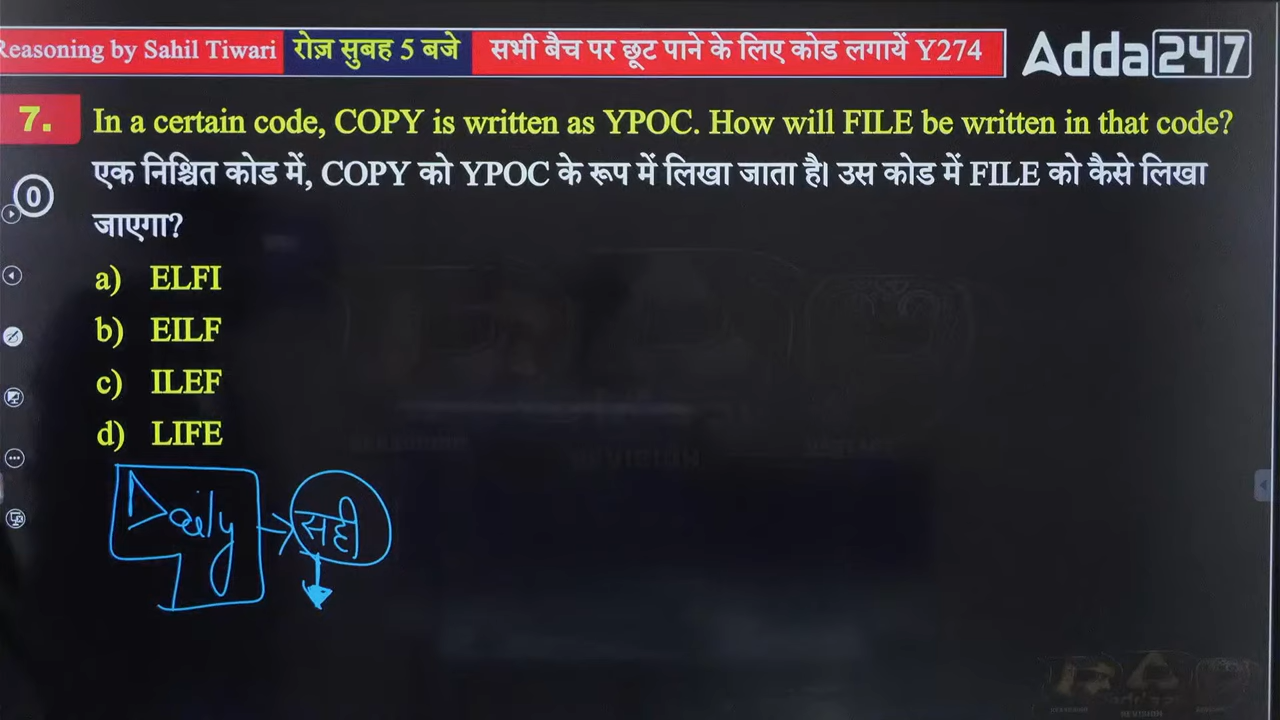 Reasoning by Sahil Tiwari रोज़ सुबह 5 बजे सभी बैच पर छूट पाने के लिए कोड लगायें Y274 Adda247
7. In a certain code, COPY is written as YPOC. How will FILE be written in that code?
एक निश्चित कोड में, COPY को YPOC के रूप में लिखा जाता है। उस कोड में FILE को कैसे लिखा
जाएगा?
0
a) ELFI
b) EILF
c) ILEF
d) LIFE
Daily → सही
REVISION